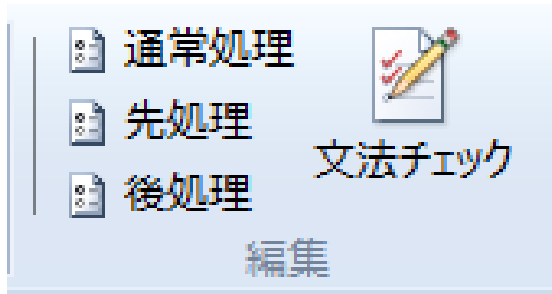 通常処理
先処理
後処理
文法チェック
編集